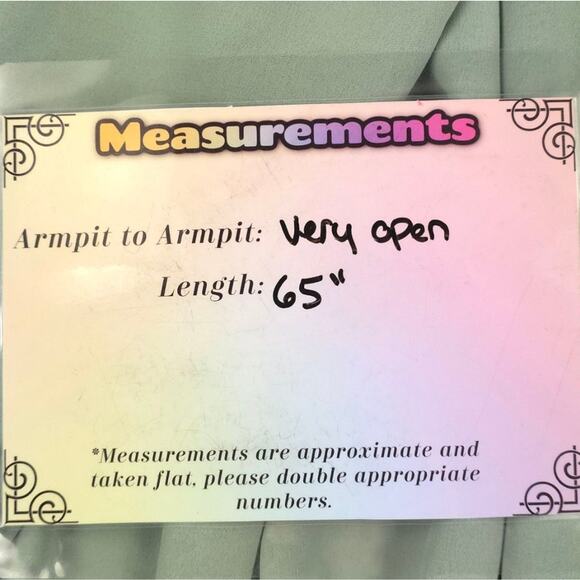 Measurements
Armpit to Armpit: Very open
Length: 65"
*Measurements are approximate and
taken flat, please double appropriate
numbers.